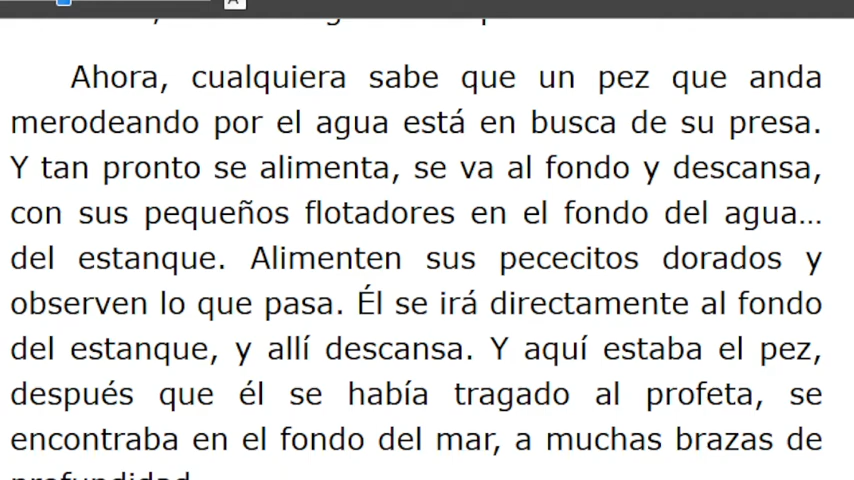 Ahora, cualquiera sabe que un pez que anda
merodeando por el agua está en busca de su presa.
Y tan pronto se alimenta, se va al fondo y descansa,
con sus pequeños flotadores en el fondo del agua…
del estanque. Alimenten sus pececitos dorados y
observen lo que pasa. Él se irá directamente al fondo
del estanque, y allí descansa. Y aquí estaba el pez,
después que él se había tragado al profeta, se
encontraba en el fondo del mar, a muchas brazas de
profundidad